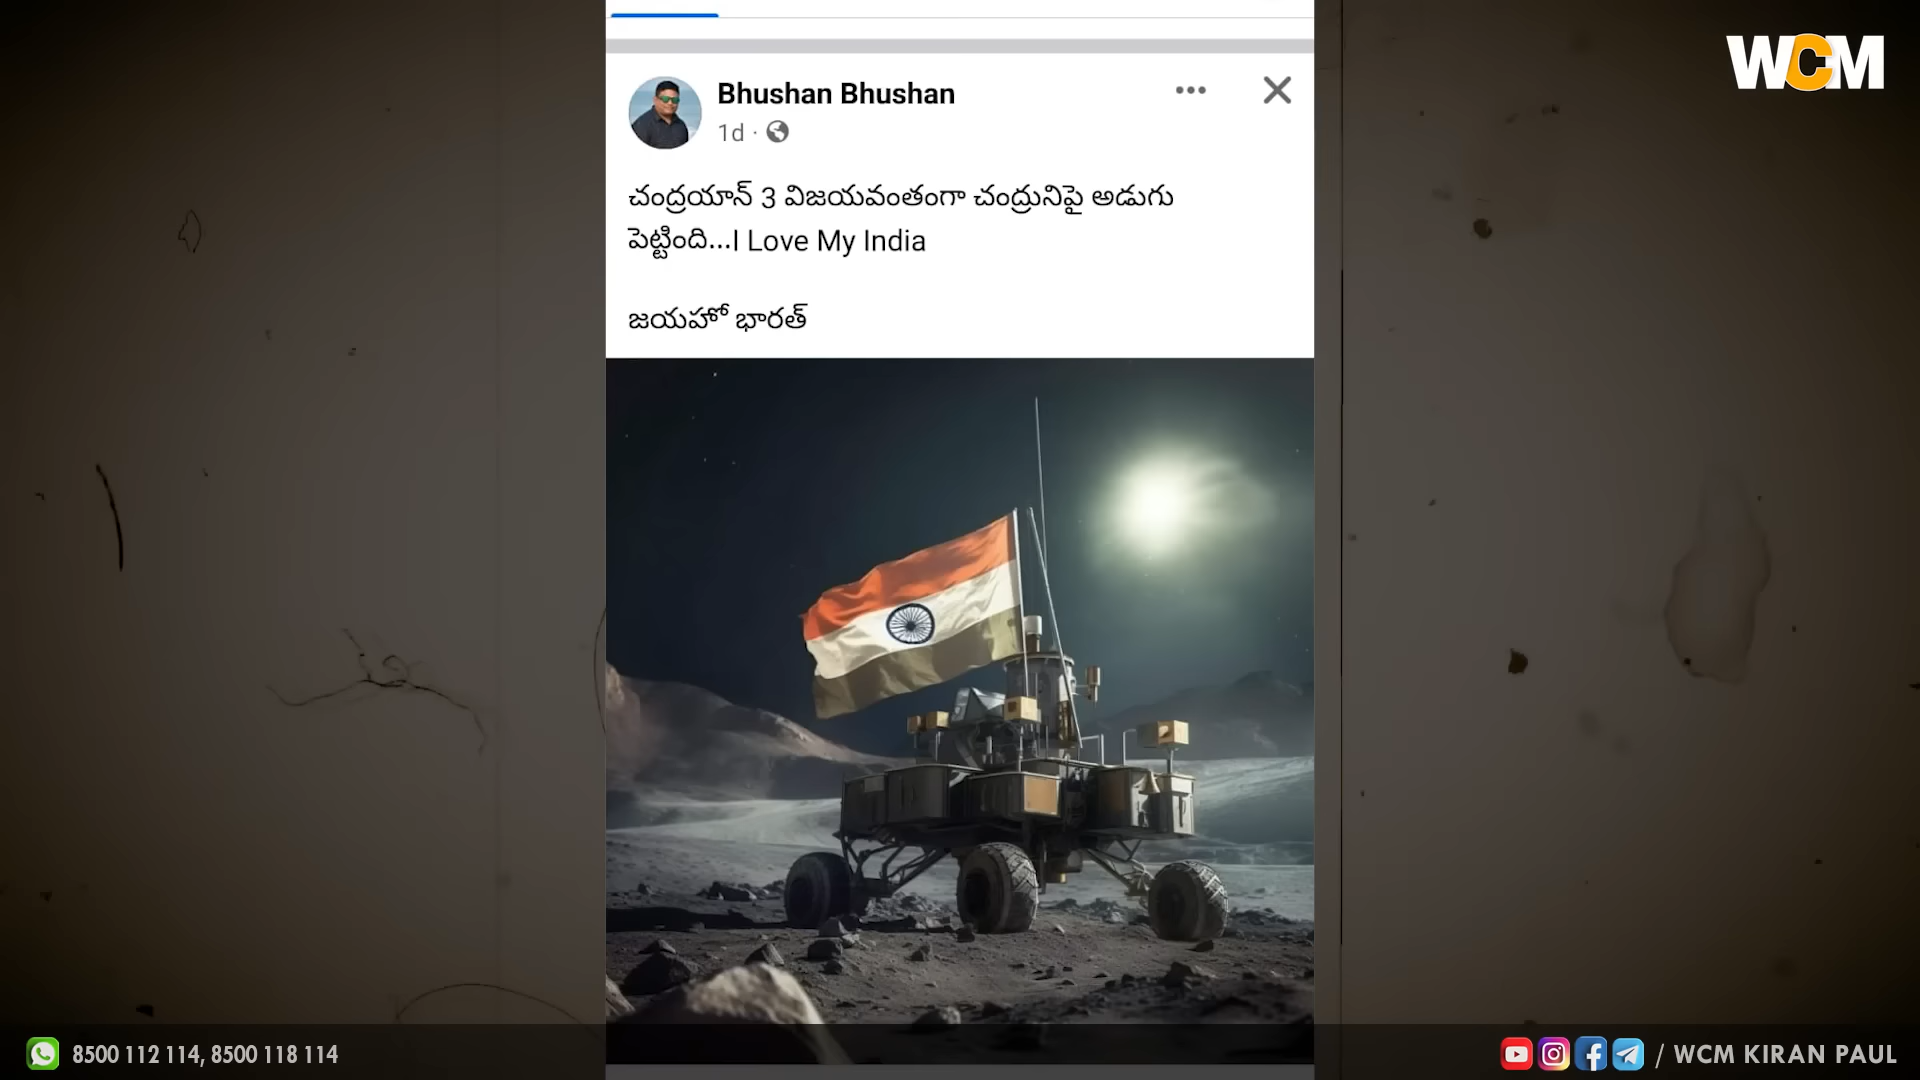 WCM
Bhushan Bhushan
1d ·
చంద్రయాన్ 3 విజయవంతంగా చంద్రునిపై అడుగు
పెట్టింది...I Love My India
జయహో భారత్
8500 112 114, 8500 118 114
/ WCM KIRAN PAUL